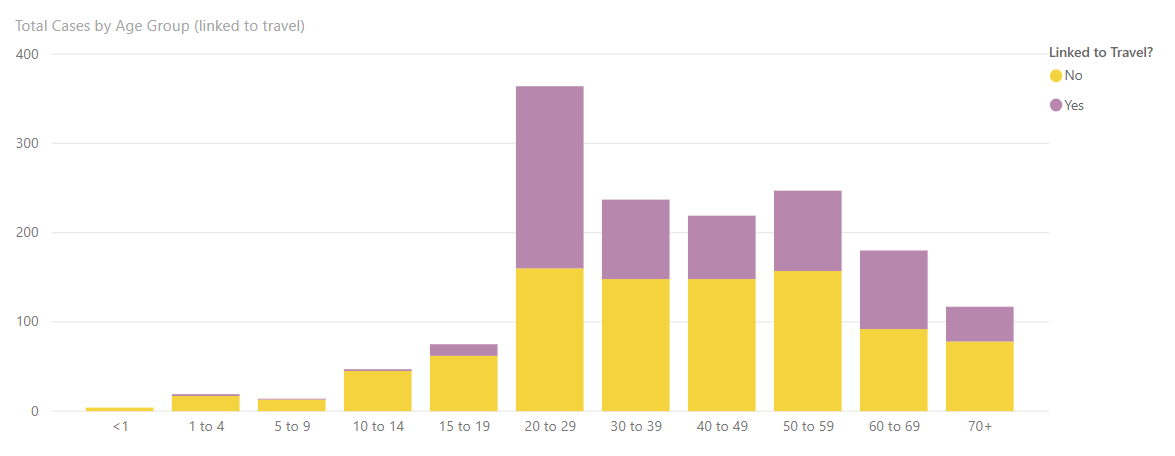 Total Cases by Age Group (linked to travel)
Linked to Travel?
No
Yes
400
300
200
100
0
<1
1 to 4
5 to 9
10 to 14
15 to 19
20 to 29
30 to 39
40 to 49
50 to 59
60 to 69
70+